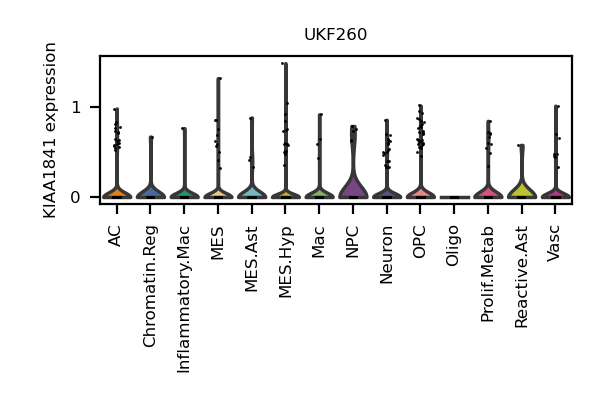 UKF260
KIAA1841 expression
1
0
AC
Chromatin.Reg
Inflammatory.Mac
MES
MES.Ast
MES.Hyp
Mac
NPC
Neuron
OPC
Oligo
Prolif.Metab
Reactive.Ast
Vasc